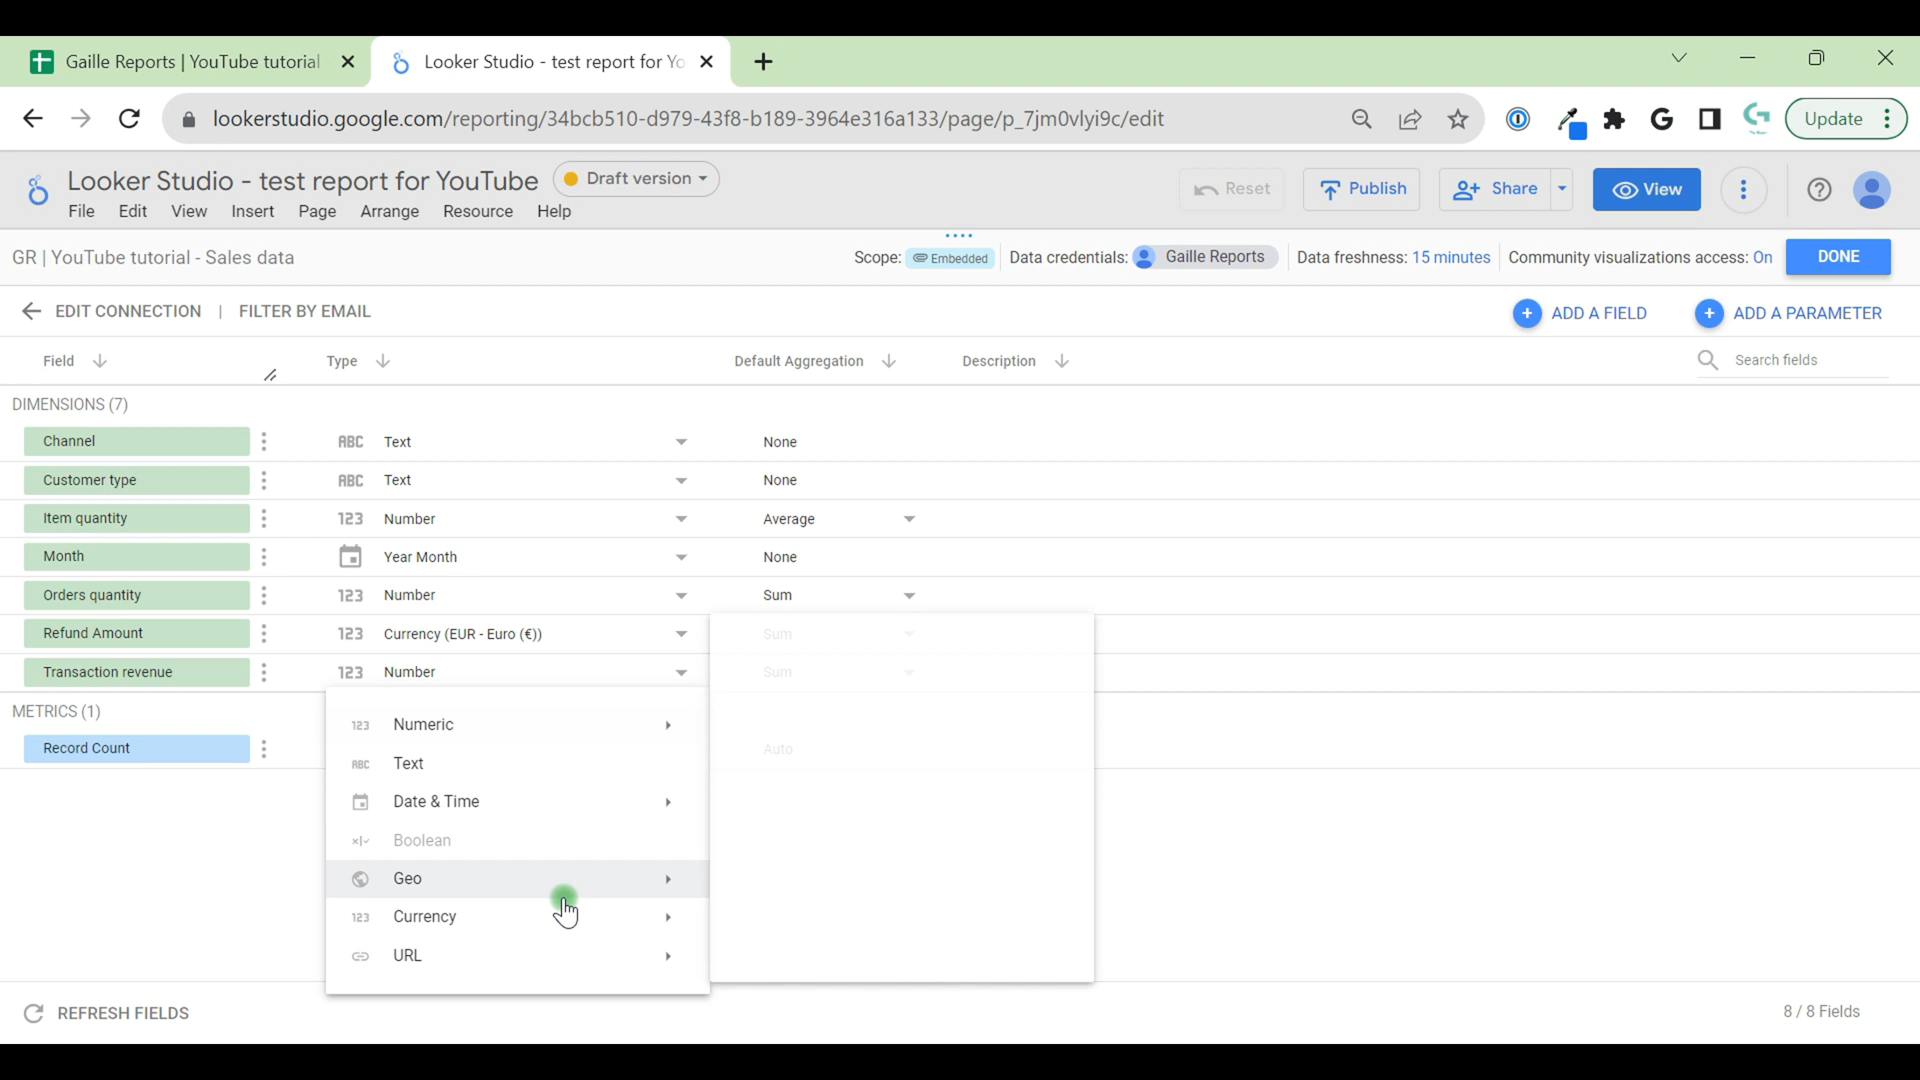 Gaille Reports | YouTube tutorial
Looker Studio - test report for Yo
lookerstudio.google.com/reporting/34bcb510-d979-43f8-b189-3964e316a133/page/p_7jm0vlyi9c/edit
Update
Looker Studio - test report for YouTube
Draft version
Reset
Publish
Share
View
File Edit View Insert Page Arrange Resource Help
GR | YouTube tutorial - Sales data
Scope: Embedded
Data credentials: Gaille Reports
Data freshness: 15 minutes
Community visualizations access: On
DONE
EDIT CONNECTION | FILTER BY EMAIL
ADD A FIELD
ADD A PARAMETER
Field Type Default Aggregation Description
Search fields
DIMENSIONS (7)
Channel ABC Text None
Customer type ABC Text None
Item quantity 123 Number Average
Month Year Month None
Orders quantity 123 Number Sum
Refund Amount 123 Currency (EUR - Euro (€)) Sum
Transaction revenue 123 Number Sum
METRICS (1)
Record Count Auto
123 Numeric
ABC Text
Date & Time
Boolean
Geo
123 Currency
URL
REFRESH FIELDS
8 / 8 Fields